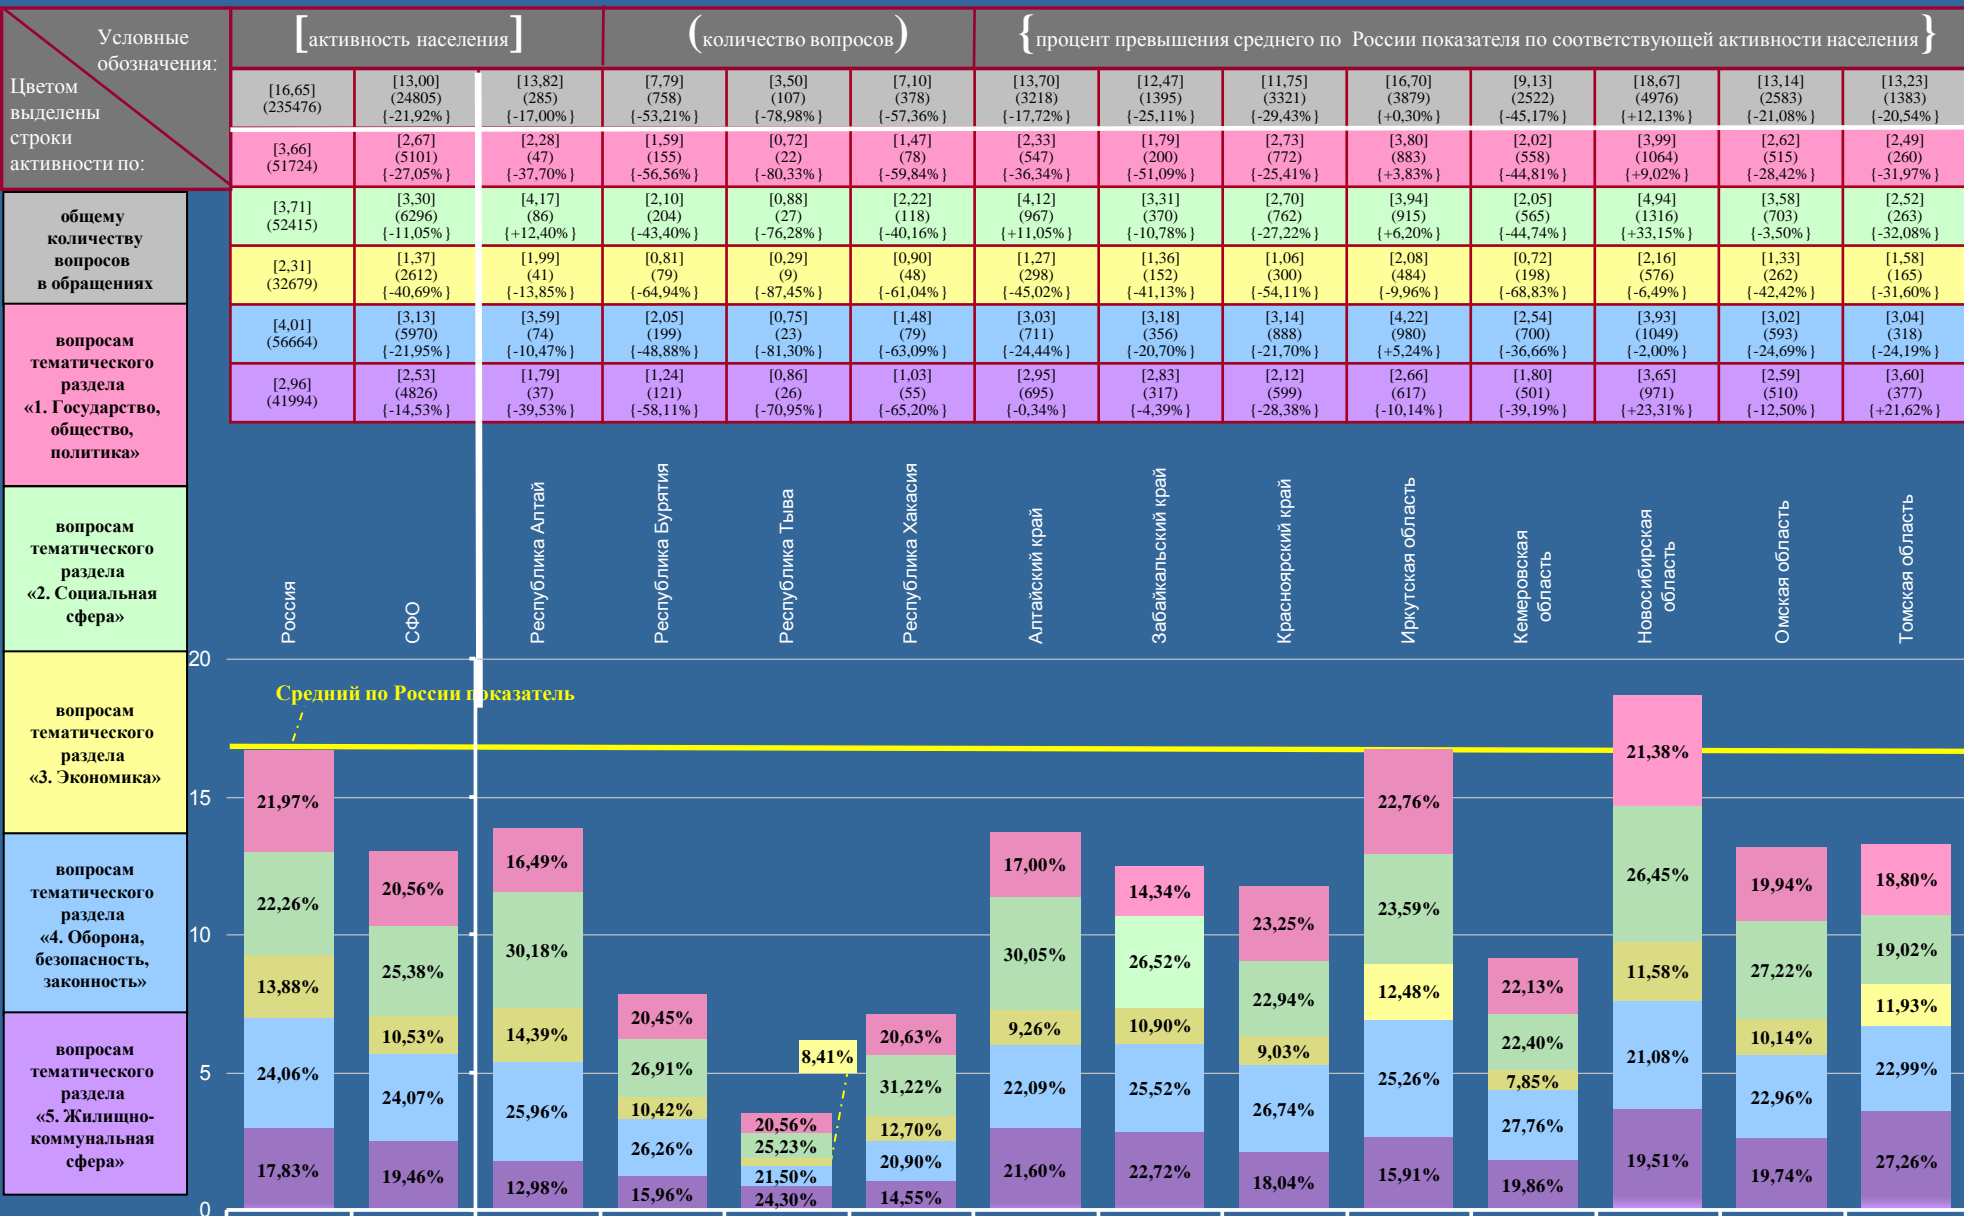 Условные
обозначения:
Цветом
выделены
строки
активности по:
[активность населения]
(количество вопросов)
{процент превышения среднего по России показателя по соответствующей активности населения}
[16,65] [13,00] [13,82] [7,79] [3,50] [7,10] [13,70] [12,47] [11,75] [16,70] [9,13] [18,67] [13,14] [13,23]
(235476) (24805) (285) (758) (107) (378) (3218) (1395) (3321) (3879) (2522) (4976) (2583) (1383)
{-21,92%} {-17,00%} {-53,21%} {-78,98%} {-57,36%} {-17,72%} {-25,11%} {-29,43%} {+0,30%} {-45,17%} {+12,13%} {-21,08%} {-20,54%}
[3,66] [2,67] [2,28] [1,59] [0,72] [1,47] [2,33] [1,79] [2,73] [3,80] [2,02] [3,99] [2,62] [2,49]
(51724) (5101) (47) (155) (22) (78) (547) (200) (772) (883) (558) (1064) (515) (260)
{-27,05%} {-37,70%} {-56,56%} {-80,33%} {-59,84%} {-36,34%} {-51,09%} {-25,41%} {+3,83%} {-44,81%} {+9,02%} {-28,42%} {-31,97%}
[3,71] [3,30] [4,17] [2,10] [0,88] [2,22] [4,12] [3,31] [2,70] [3,94] [2,05] [4,94] [3,58] [2,52]
(52415) (6296) (86) (204) (27) (118) (967) (370) (762) (915) (565) (1316) (703) (263)
{-11,05%} {+12,40%} {-43,40%} {-76,28%} {-40,16%} {+11,05%} {-10,78%} {-27,22%} {+6,20%} {-44,74%} {+33,15%} {-3,50%} {-32,08%}
[2,31] [1,37] [1,99] [0,81] [0,29] [0,90] [1,27] [1,36] [1,06] [2,08] [0,72] [2,16] [1,33] [1,58]
(32679) (2612) (41) (79) (9) (48) (298) (152) (300) (484) (198) (576) (262) (165)
{-40,69%} {-13,85%} {-64,94%} {-87,45%} {-61,04%} {-45,02%} {-41,13%} {-54,11%} {-9,96%} {-68,83%} {-6,49%} {-42,42%} {-31,60%}
[4,01] [3,13] [3,59] [2,05] [0,75] [1,48] [3,03] [3,18] [3,14] [4,22] [2,54] [3,93] [3,02] [3,04]
(56664) (5970) (74) (199) (23) (79) (711) (356) (888) (980) (700) (1049) (593) (318)
{-21,95%} {-10,47%} {-48,88%} {-81,30%} {-63,09%} {-24,44%} {-20,70%} {-21,70%} {+5,24%} {-36,66%} {-2,00%} {-24,69%} {-24,19%}
[2,96] [2,53] [1,79] [1,24] [0,86] [1,03] [2,95] [2,83] [2,12] [2,66] [1,80] [3,65] [2,59] [3,60]
(41994) (4826) (37) (121) (26) (55) (695) (317) (599) (617) (501) (971) (510) (377)
{-14,53%} {-39,53%} {-58,11%} {-70,95%} {-65,20%} {-0,34%} {-4,39%} {-28,38%} {-10,14%} {-39,19%} {+23,31%} {-12,50%} {+21,62%}
общему
количеству
вопросов
в обращениях
вопросам
тематического
раздела
«1. Государство,
общество,
политика»
вопросам
тематического
раздела
«2. Социальная
сфера»
вопросам
тематического
раздела
«3. Экономика»
вопросам
тематического
раздела
«4. Оборона,
безопасность,
законность»
вопросам
тематического
раздела
«5. Жилищно-
коммунальная
сфера»
Россия
СФО
Республика Алтай
Республика Бурятия
Республика Тыва
Республика Хакасия
Алтайский край
Забайкальский край
Красноярский край
Иркутская область
Кемеровская
область
Новосибирская
область
Омская область
Томская область
20
15
10
5
0
Средний по России показатель
21,97%
22,26%
13,88%
24,06%
17,83%
20,56%
25,38%
10,53%
24,07%
19,46%
16,49%
30,18%
14,39%
25,96%
12,98%
20,45%
26,91%
10,42%
26,26%
15,96%
8,41%
20,56%
25,23%
21,50%
24,30%
20,63%
31,22%
12,70%
20,90%
14,55%
17,00%
30,05%
9,26%
22,09%
21,60%
14,34%
26,52%
10,90%
25,52%
22,72%
23,25%
22,94%
9,03%
26,74%
18,04%
22,76%
23,59%
12,48%
25,26%
15,91%
22,13%
22,40%
7,85%
27,76%
19,86%
21,38%
26,45%
11,58%
21,08%
19,51%
19,94%
27,22%
10,14%
22,96%
19,74%
18,80%
19,02%
11,93%
22,99%
27,26%